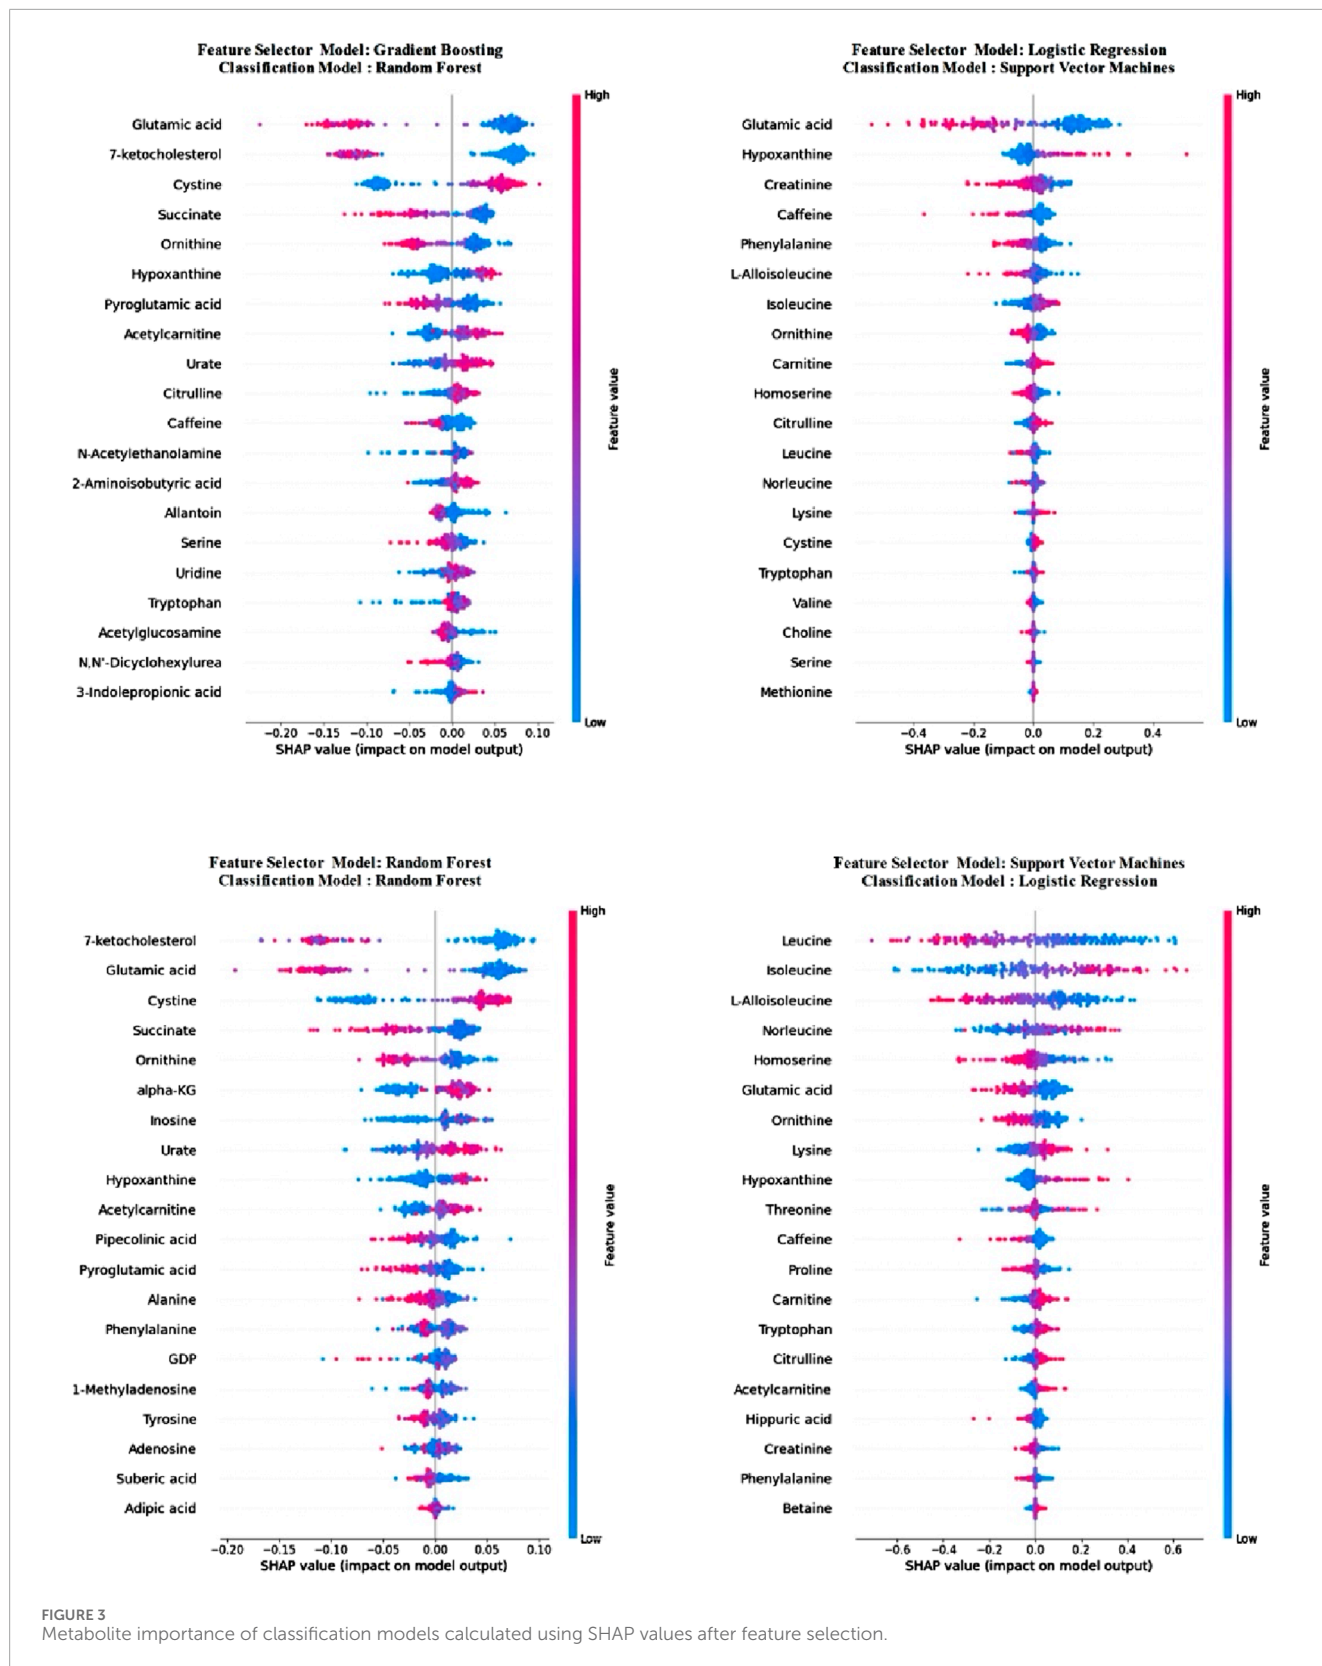 Feature Selector Model: Gradient Boosting
Classification Model : Random Forest
High
Glutamic acid
7-ketocholesterol
Cystine
Succinate
Ornithine
Hypoxanthine
Pyroglutamic acid
Acetylcarnitine
Urate
Citrulline
Caffeine
N-Acetylethanolamine
2-Aminoisobutyric acid
Allantoin
Serine
Uridine
Tryptophan
Acetylglucosamine
N,N'-Dicyclohexylurea
3-Indolepropionic acid
Feature value
Low
−0.20 −0.15 −0.10 −0.05 0.00 0.05 0.10
SHAP value (impact on model output)
Feature Selector Model: Logistic Regression
Classification Model : Support Vector Machines
High
Glutamic acid
Hypoxanthine
Creatinine
Caffeine
Phenylalanine
L-Alloisoleucine
Isoleucine
Ornithine
Carnitine
Homoserine
Citrulline
Leucine
Norleucine
Lysine
Cystine
Tryptophan
Valine
Choline
Serine
Methionine
Feature value
Low
−0.4 −0.2 0.0 0.2 0.4
SHAP value (impact on model output)
Feature Selector Model: Random Forest
Classification Model : Random Forest
High
7-ketocholesterol
Glutamic acid
Cystine
Succinate
Ornithine
alpha-KG
Inosine
Urate
Hypoxanthine
Acetylcarnitine
Pipecolinic acid
Pyroglutamic acid
Alanine
Phenylalanine
GDP
1-Methyladenosine
Tyrosine
Adenosine
Suberic acid
Adipic acid
Feature value
Low
−0.20 −0.15 −0.10 −0.05 0.00 0.05 0.10
SHAP value (impact on model output)
Feature Selector Model: Support Vector Machines
Classification Model : Logistic Regression
High
Leucine
Isoleucine
L-Alloisoleucine
Norleucine
Homoserine
Glutamic acid
Ornithine
Lysine
Hypoxanthine
Threonine
Caffeine
Proline
Carnitine
Tryptophan
Citrulline
Acetylcarnitine
Hippuric acid
Creatinine
Phenylalanine
Betaine
Feature value
Low
−0.6 −0.4 −0.2 0.0 0.2 0.4 0.6
SHAP value (impact on model output)
FIGURE 3
Metabolite importance of classification models calculated using SHAP values after feature selection.